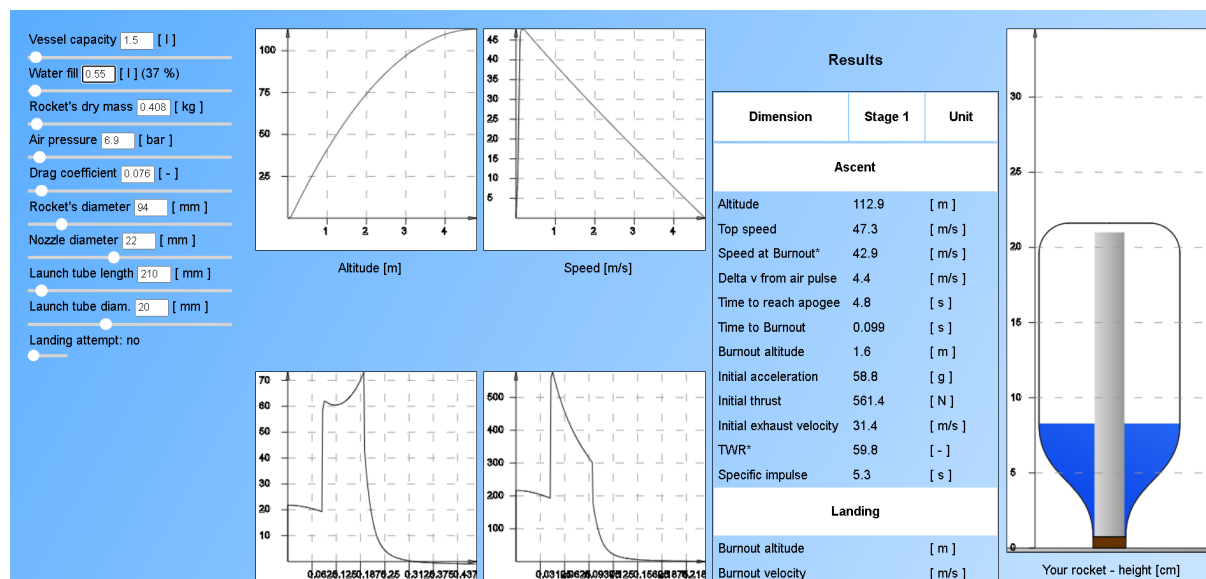 Vessel capacity 1.5 [ l ]
Water fill 0.55 [ l ] (37 %)
Rocket's dry mass 0.408 [ kg ]
Air pressure 6.9 [ bar ]
Drag coefficient 0.076 [ - ]
Rocket's diameter 94 [ mm ]
Nozzle diameter 22 [ mm ]
Launch tube length 210 [ mm ]
Launch tube diam. 20 [ mm ]
Landing attempt: no
100
75
50
25
1 2 3 4
Altitude [m]
45
40
35
30
25
20
15
10
5
1 2 3 4
Speed [m/s]
70
60
50
40
30
20
10
500
400
300
200
100
Results
Dimension Stage 1 Unit
Ascent
Altitude 112.9 [ m ]
Top speed 47.3 [ m/s ]
Speed at Burnout* 42.9 [ m/s ]
Delta v from air pulse 4.4 [ m/s ]
Time to reach apogee 4.8 [ s ]
Time to Burnout 0.099 [ s ]
Burnout altitude 1.6 [ m ]
Initial acceleration 58.8 [ g ]
Initial thrust 561.4 [ N ]
Initial exhaust velocity 31.4 [ m/s ]
TWR* 59.8 [ - ]
Specific impulse 5.3 [ s ]
Landing
Burnout altitude [ m ]
Burnout velocity [ m/s ]
30
25
20
15
10
5
0
Your rocket - height [cm]